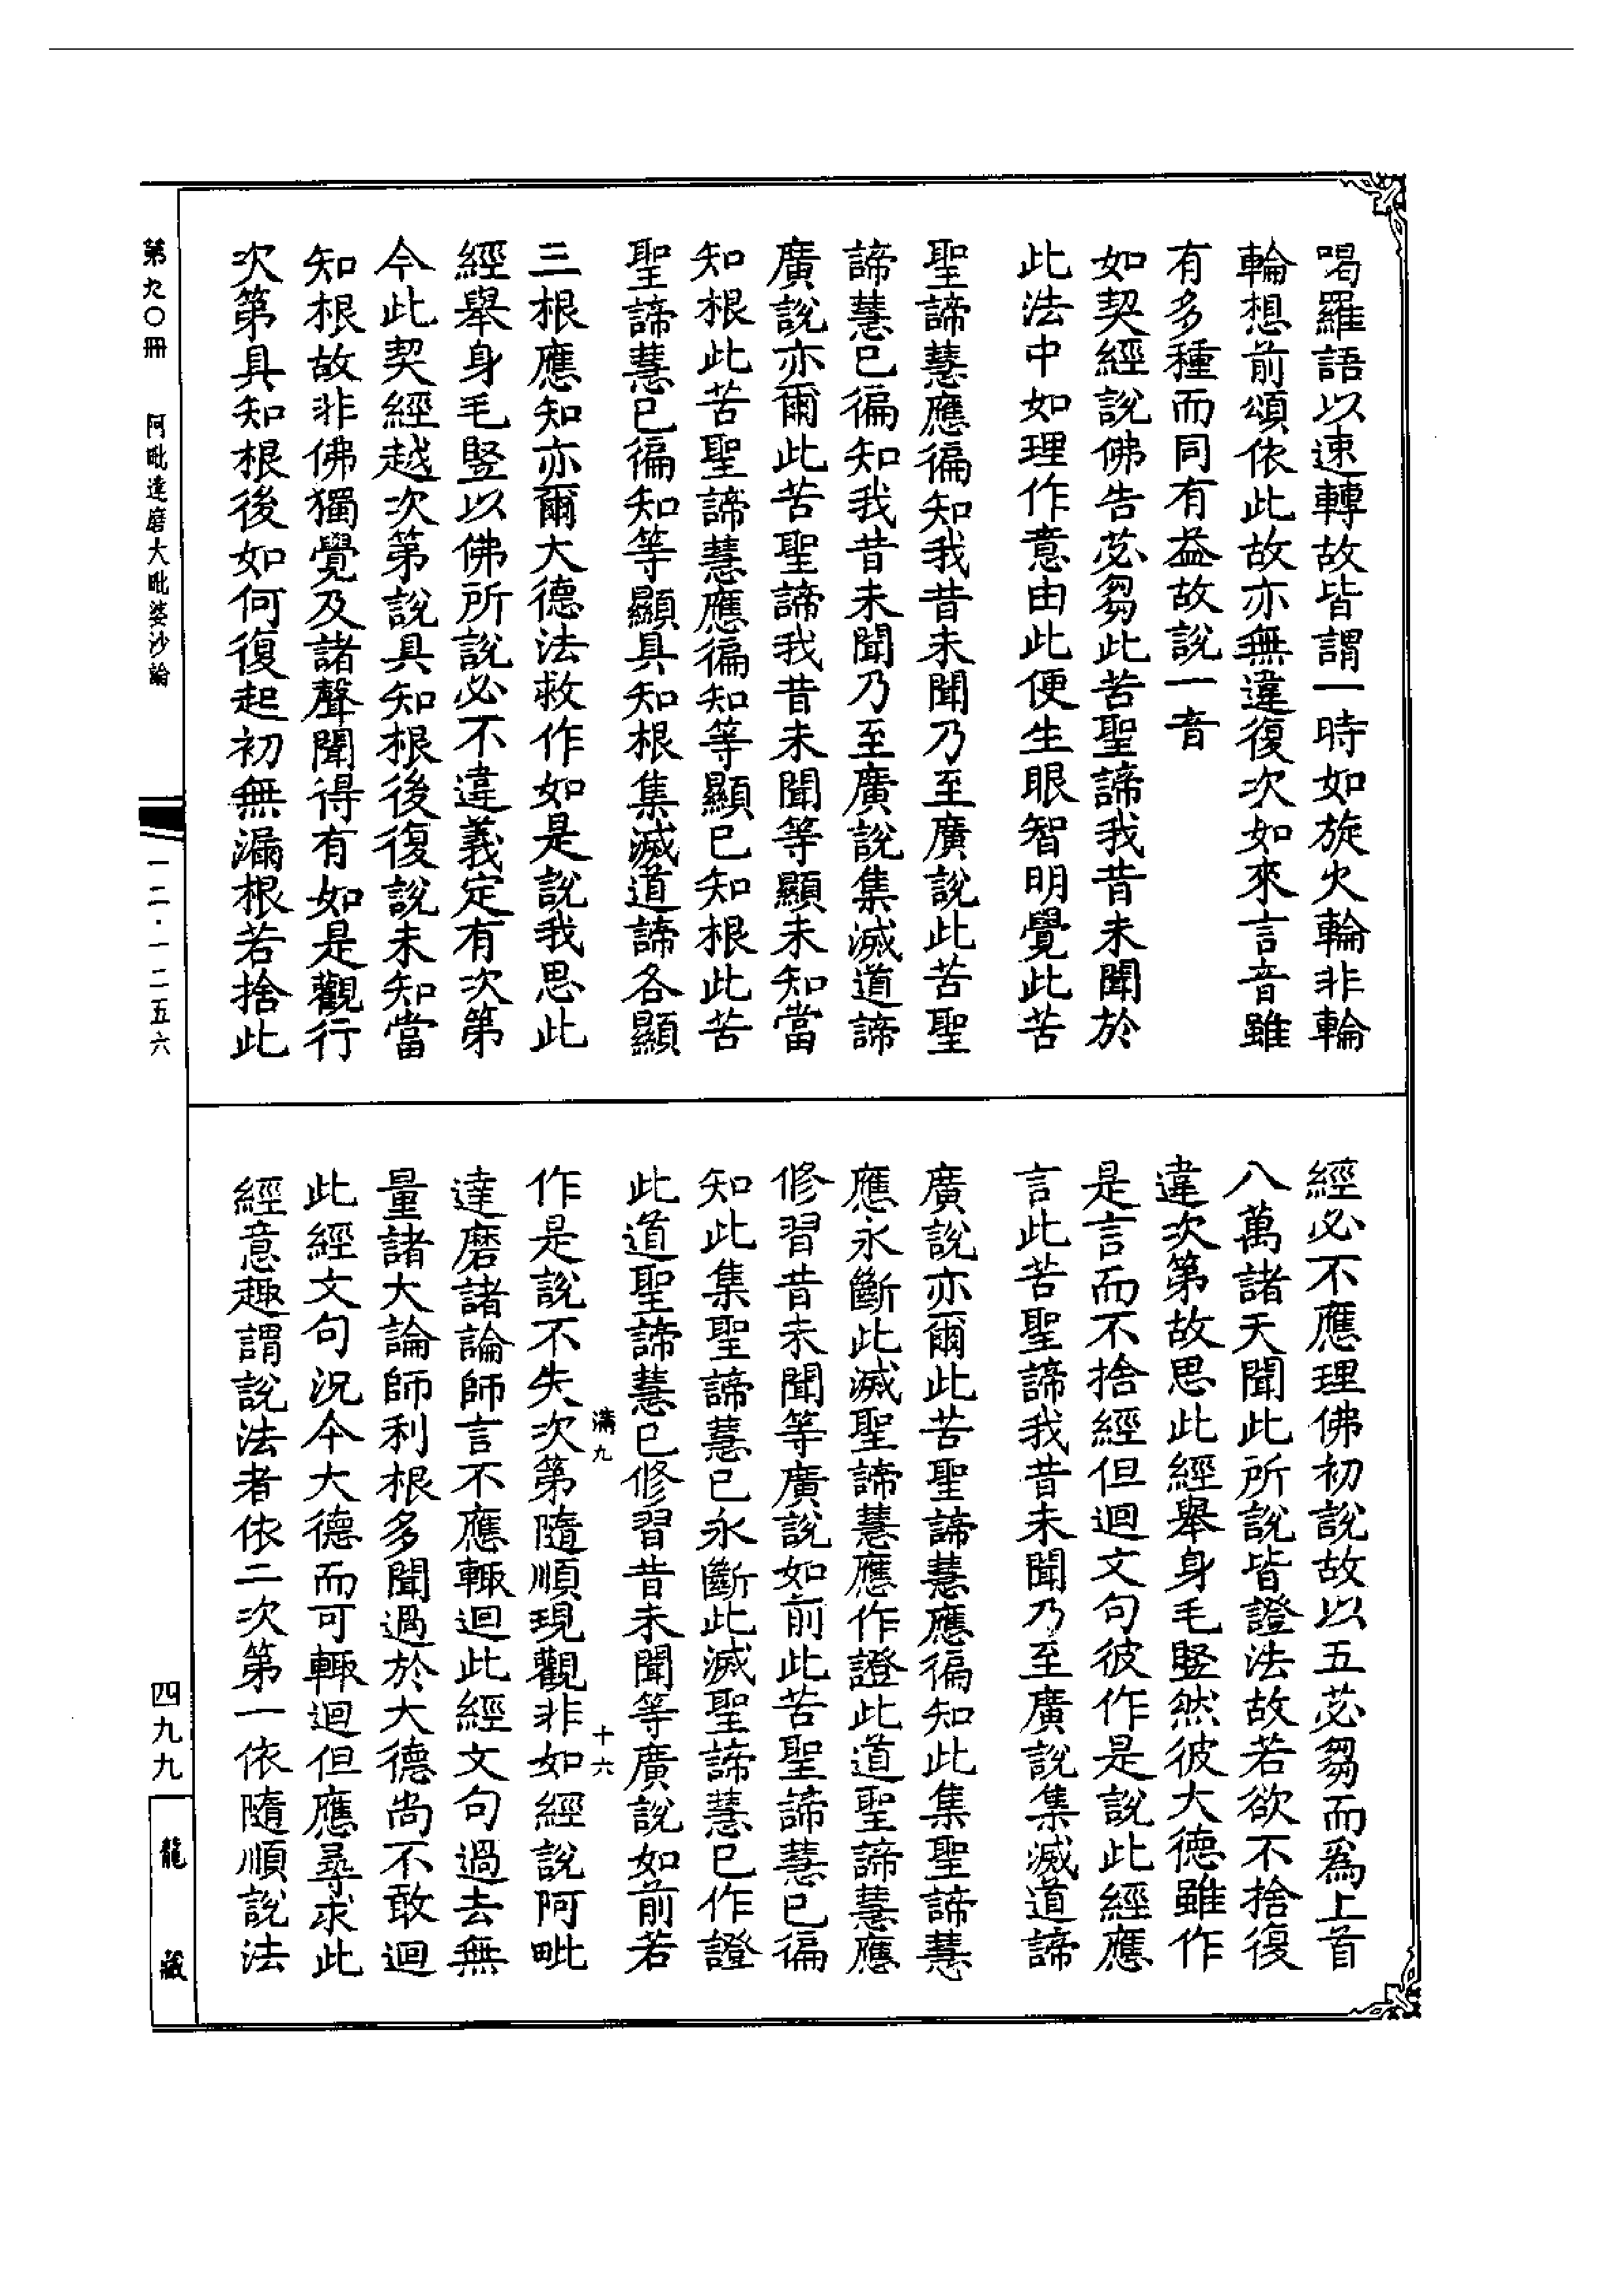 喝羅語以速轉故皆謂一時如旋火輪非輪
輪想前頌依此故亦無違復次如來言音雖
有多種而同有益故說一音
如契經說佛告苾芻此苦聖諦我昔未聞於
此法中如理作意由此便生眼智明覺此苦
聖諦慧應徧知我昔未聞乃至廣說此苦聖
諦慧已徧知我昔未聞乃至廣說集滅道諦
廣說亦爾此苦聖諦我昔未聞等顯未知當
知根此苦聖諦慧應徧知等顯已知根此苦
聖諦慧已徧知等顯具知根集滅道諦各顯
三根應知亦爾大德法救作如是說我思此
經舉身毛豎以佛所說必不違義定有次第
今此契經越次第說具知根後復說未知當
知根故非佛獨覺及諸聲聞得有如是觀行
次第具知根後如何復起初無漏根若捨此
經必不應理佛初說故以五苾芻而爲上首
八萬諸天聞此所說皆證法故若欲不捨復
違次第故思此經舉身毛豎然彼大德雖作
是言而不捨經但迴文句彼作是說此經應
言此苦聖諦我昔未聞乃至廣說集滅道諦
廣說亦爾此苦聖諦慧應徧知此集聖諦慧
應永斷此滅聖諦慧應作證此道聖諦慧應
修習昔未聞等廣說如前此苦聖諦慧已徧
知此集聖諦慧已永斷此滅聖諦慧已作證
此道聖諦慧已修習昔未聞等廣說如前若
滿九 十六
作是說不失次第隨順現觀非如經說阿毗
達磨諸論師言不應輒迴此經文句過去無
量諸大論師利根多聞過於大德尚不敢迴
此經文句況今大德而可輒迴但應尋求此
經意趣謂說法者依二次第一依隨順說法
第九〇冊 阿毗達磨大毗婆沙論 一二·一二五六 四九九 龍藏